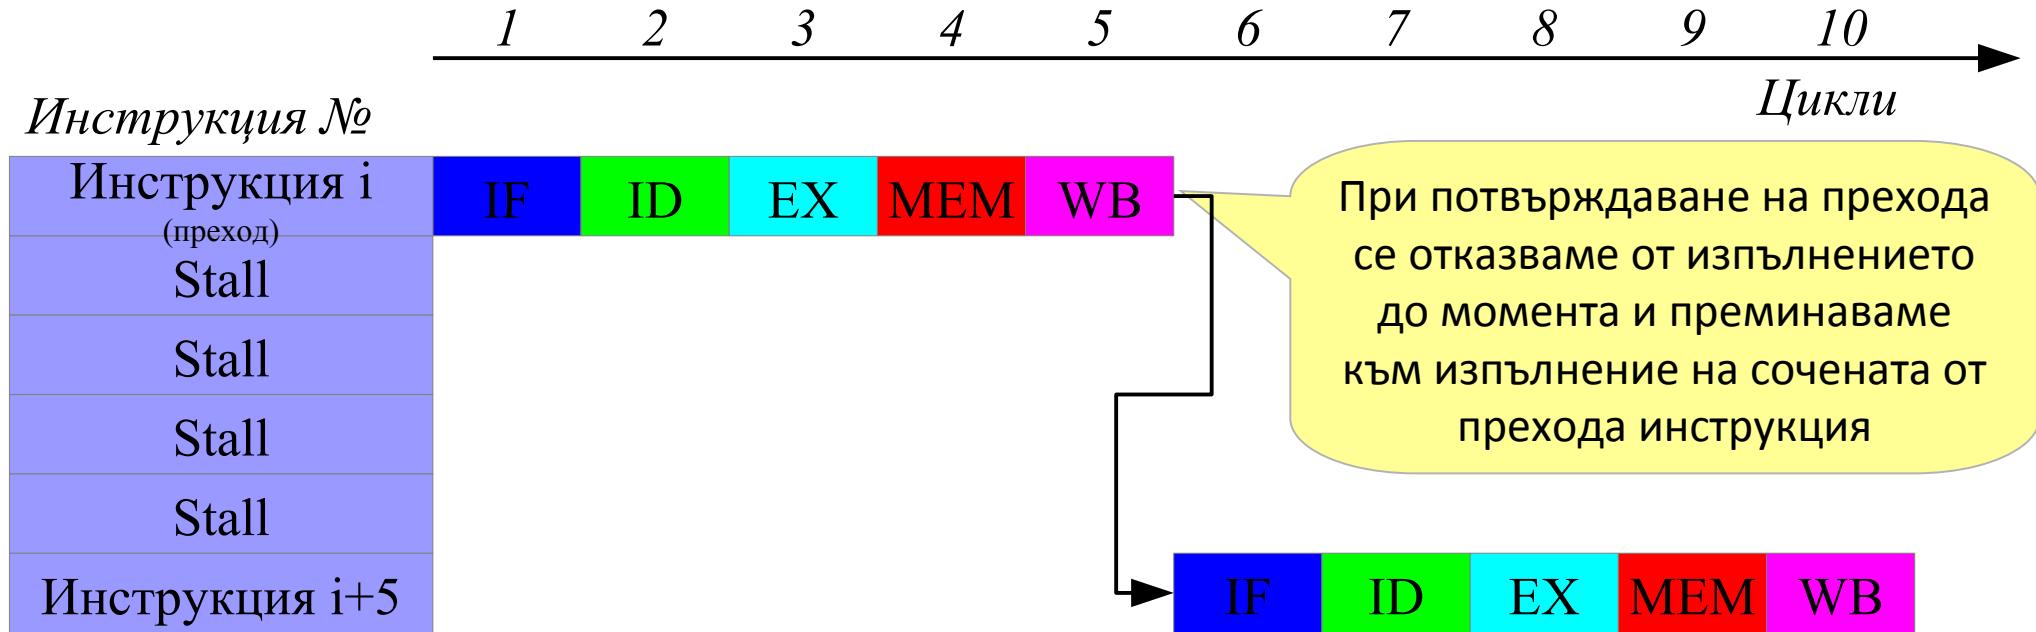 1 2 3 4 5 6 7 8 9 10
Цикли
Инструкция №
Инструкция i IF ID EX MEM WB
(преход)
Stall
Stall
Stall
Stall
Инструкция i+5 IF ID EX MEM WB
При потвърждаване на прехода
се отказваме от изпълнението
до момента и преминаваме
към изпълнение на сочената от
прехода инструкция